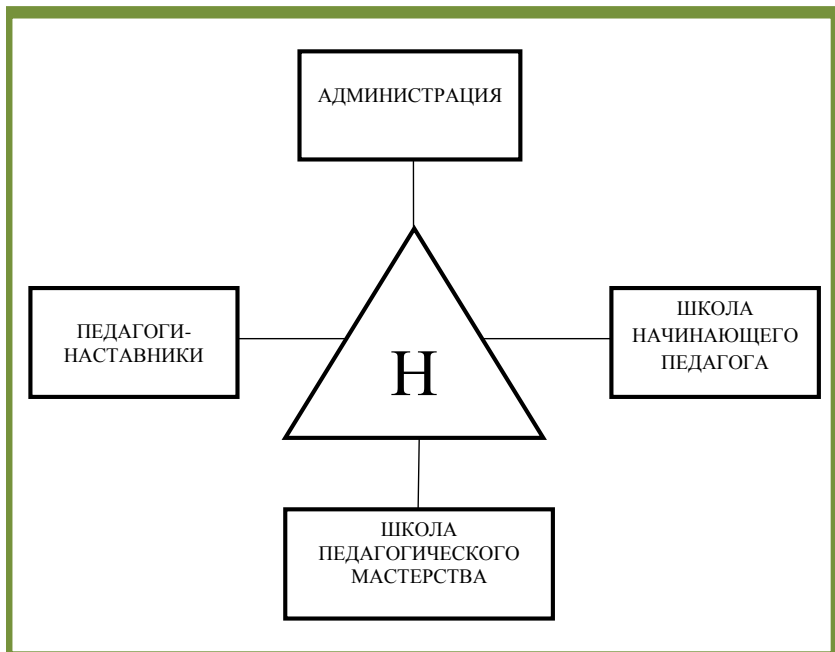 АДМИНИСТРАЦИЯ
ПЕДАГОГИ-
НАСТАВНИКИ
Н
ШКОЛА
НАЧИНАЮЩЕГО
ПЕДАГОГА
ШКОЛА
ПЕДАГОГИЧЕСКОГО
МАСТЕРСТВА